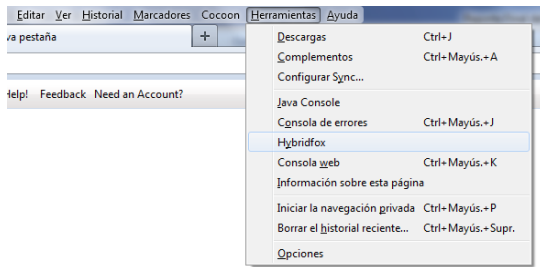 Editar Ver Historial Marcadores Cocoon Herramientas Ayuda
va pestaña +
Help! Feedback Need an Account?
Descargas Ctrl+J
Complementos Ctrl+Mayús.+A
Configurar Sync...
Java Console
Consola de errores Ctrl+Mayús.+J
Hybridfox
Consola web Ctrl+Mayús.+K
Información sobre esta página
Iniciar la navegación privada Ctrl+Mayús.+P
Borrar el historial reciente... Ctrl+Mayús.+Supr.
Opciones